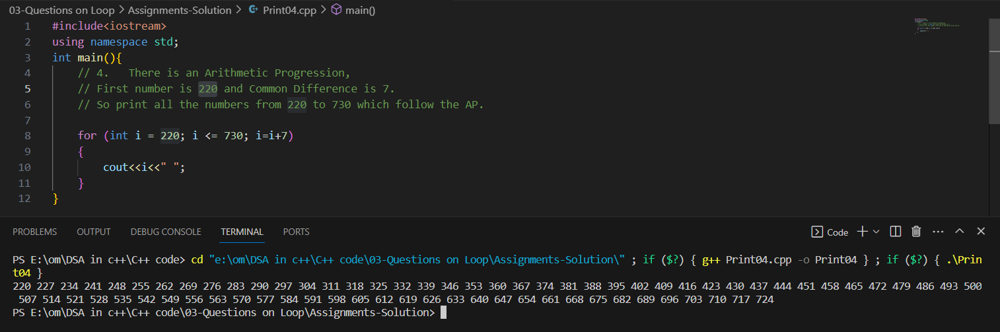 03-Questions on Loop > Assignments-Solution > Print04.cpp > main()
1 #include<iostream>
2 using namespace std;
3 int main(){
4 // 4.   There is an Arithmetic Progression,
5 // First number is 220 and Common Difference is 7.
6 // So print all the numbers from 220 to 730 which follow the AP.
7
8 for (int i = 220; i <= 730; i=i+7)
9 {
10 cout<<i<<" ";
11 }
12 }
PROBLEMS OUTPUT DEBUG CONSOLE TERMINAL PORTS Code
PS E:\om\DSA in c++\C++ code> cd "e:\om\DSA in c++\C++ code\03-Questions on Loop\Assignments-Solution\" ; if ($?) { g++ Print04.cpp -o Print04 } ; if ($?) { .\Prin
t04 }
220 227 234 241 248 255 262 269 276 283 290 297 304 311 318 325 332 339 346 353 360 367 374 381 388 395 402 409 416 423 430 437 444 451 458 465 472 479 486 493 500
507 514 521 528 535 542 549 556 563 570 577 584 591 598 605 612 619 626 633 640 647 654 661 668 675 682 689 696 703 710 717 724
PS E:\om\DSA in c++\C++ code\03-Questions on Loop\Assignments-Solution>